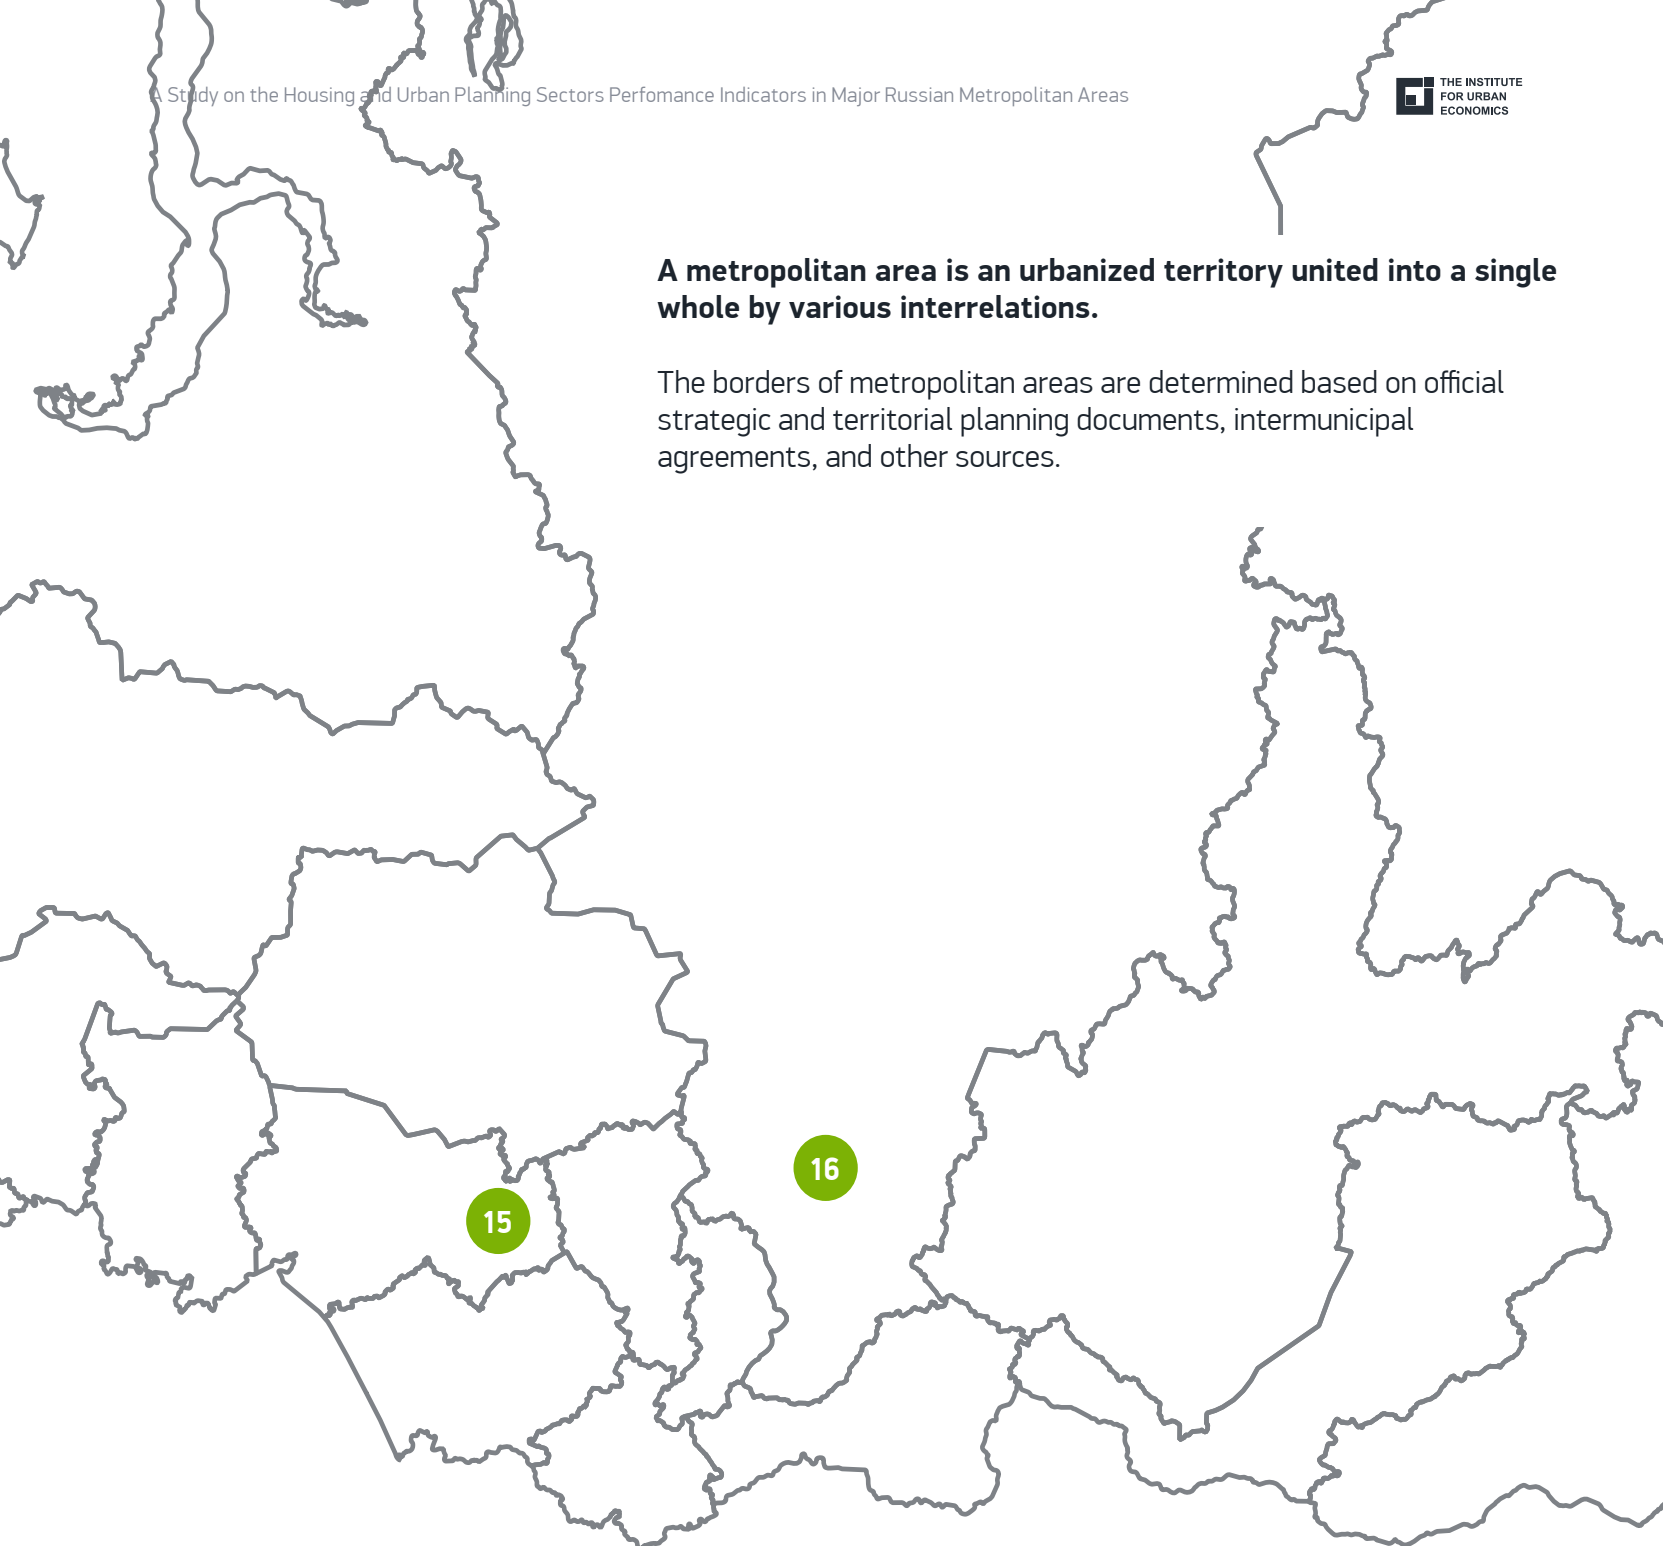 A Study on the Housing and Urban Planning Sectors Perfomance Indicators in Major Russian Metropolitan Areas
THE INSTITUTE
FOR URBAN
ECONOMICS
A metropolitan area is an urbanized territory united into a single
whole by various interrelations.
The borders of metropolitan areas are determined based on official
strategic and territorial planning documents, intermunicipal
agreements, and other sources.
16
15